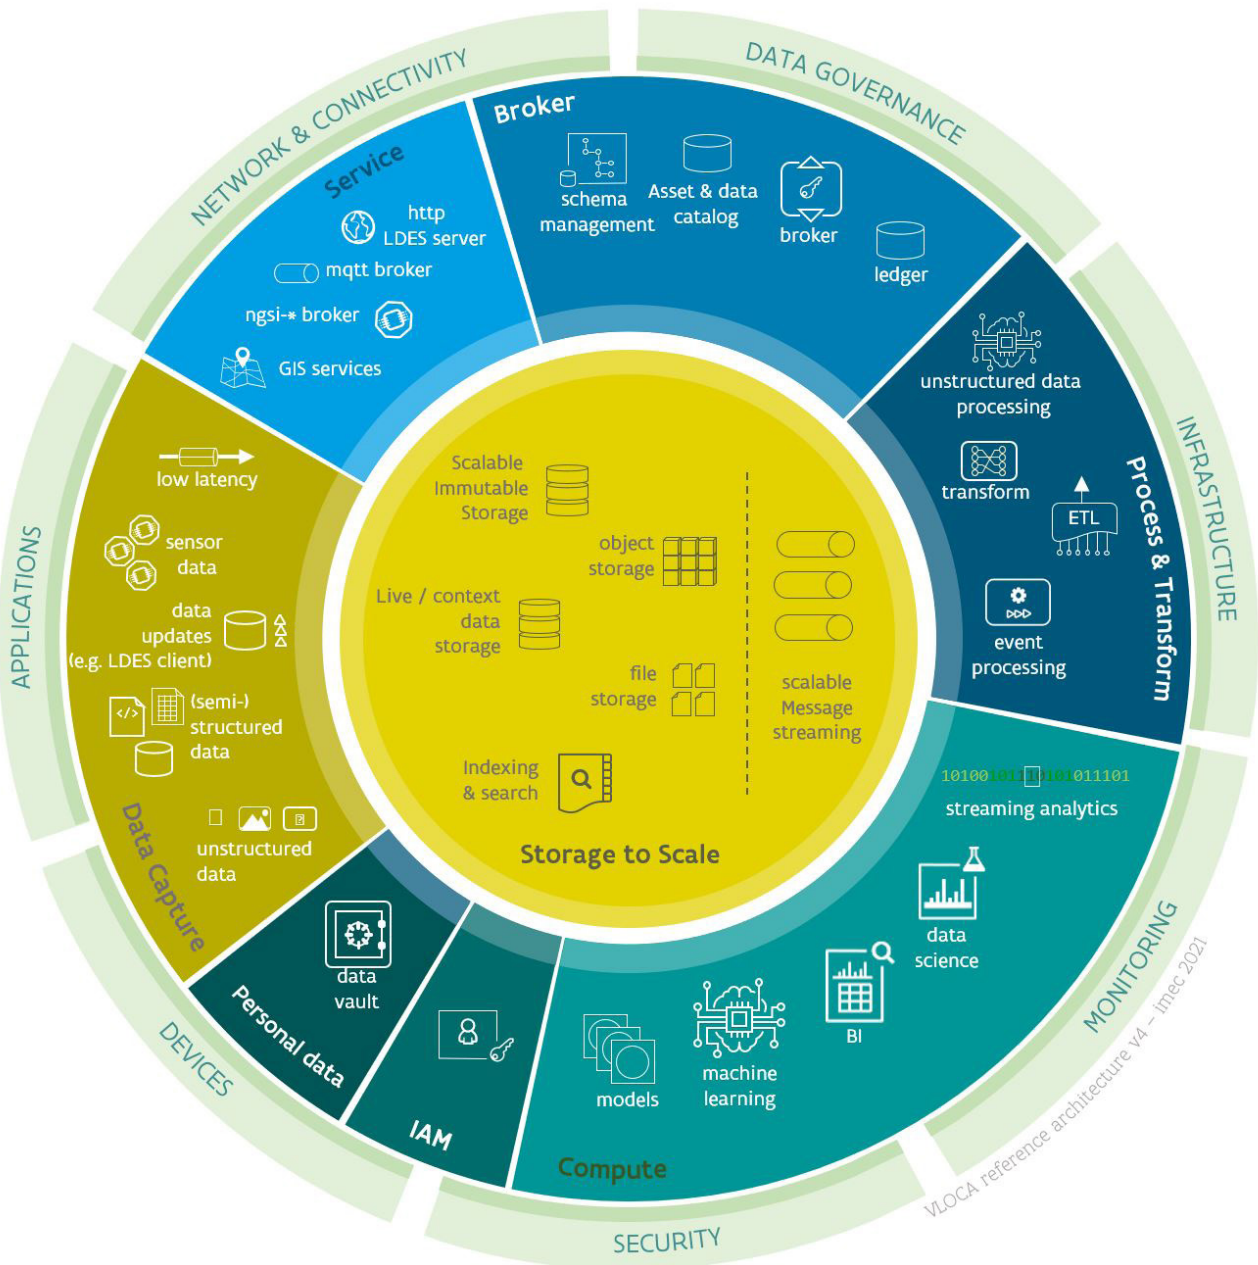 NETWORK & CONNECTIVITY
DATA GOVERNANCE
INFRASTRUCTURE
MONITORING
SECURITY
DEVICES
APPLICATIONS
Broker
schema
management
Asset & data
catalog
broker
ledger
Service
http
LDES server
mqtt broker
ngsi-* broker
GIS services
Process & Transform
unstructured data
processing
transform
ETL
event
processing
Data Capture
low latency
sensor
data
data
updates
(e.g. LDES client)
</>
(semi-)
structured
data
unstructured
data
Storage to Scale
Scalable
Immutable
Storage
object
storage
Live / context
data
storage
file
storage
Indexing
& search
scalable
Message
streaming
Personal data
data
vault
IAM
Compute
streaming analytics
data
science
BI
machine
learning
models
VLOCA reference architecture v4 – imec 2021